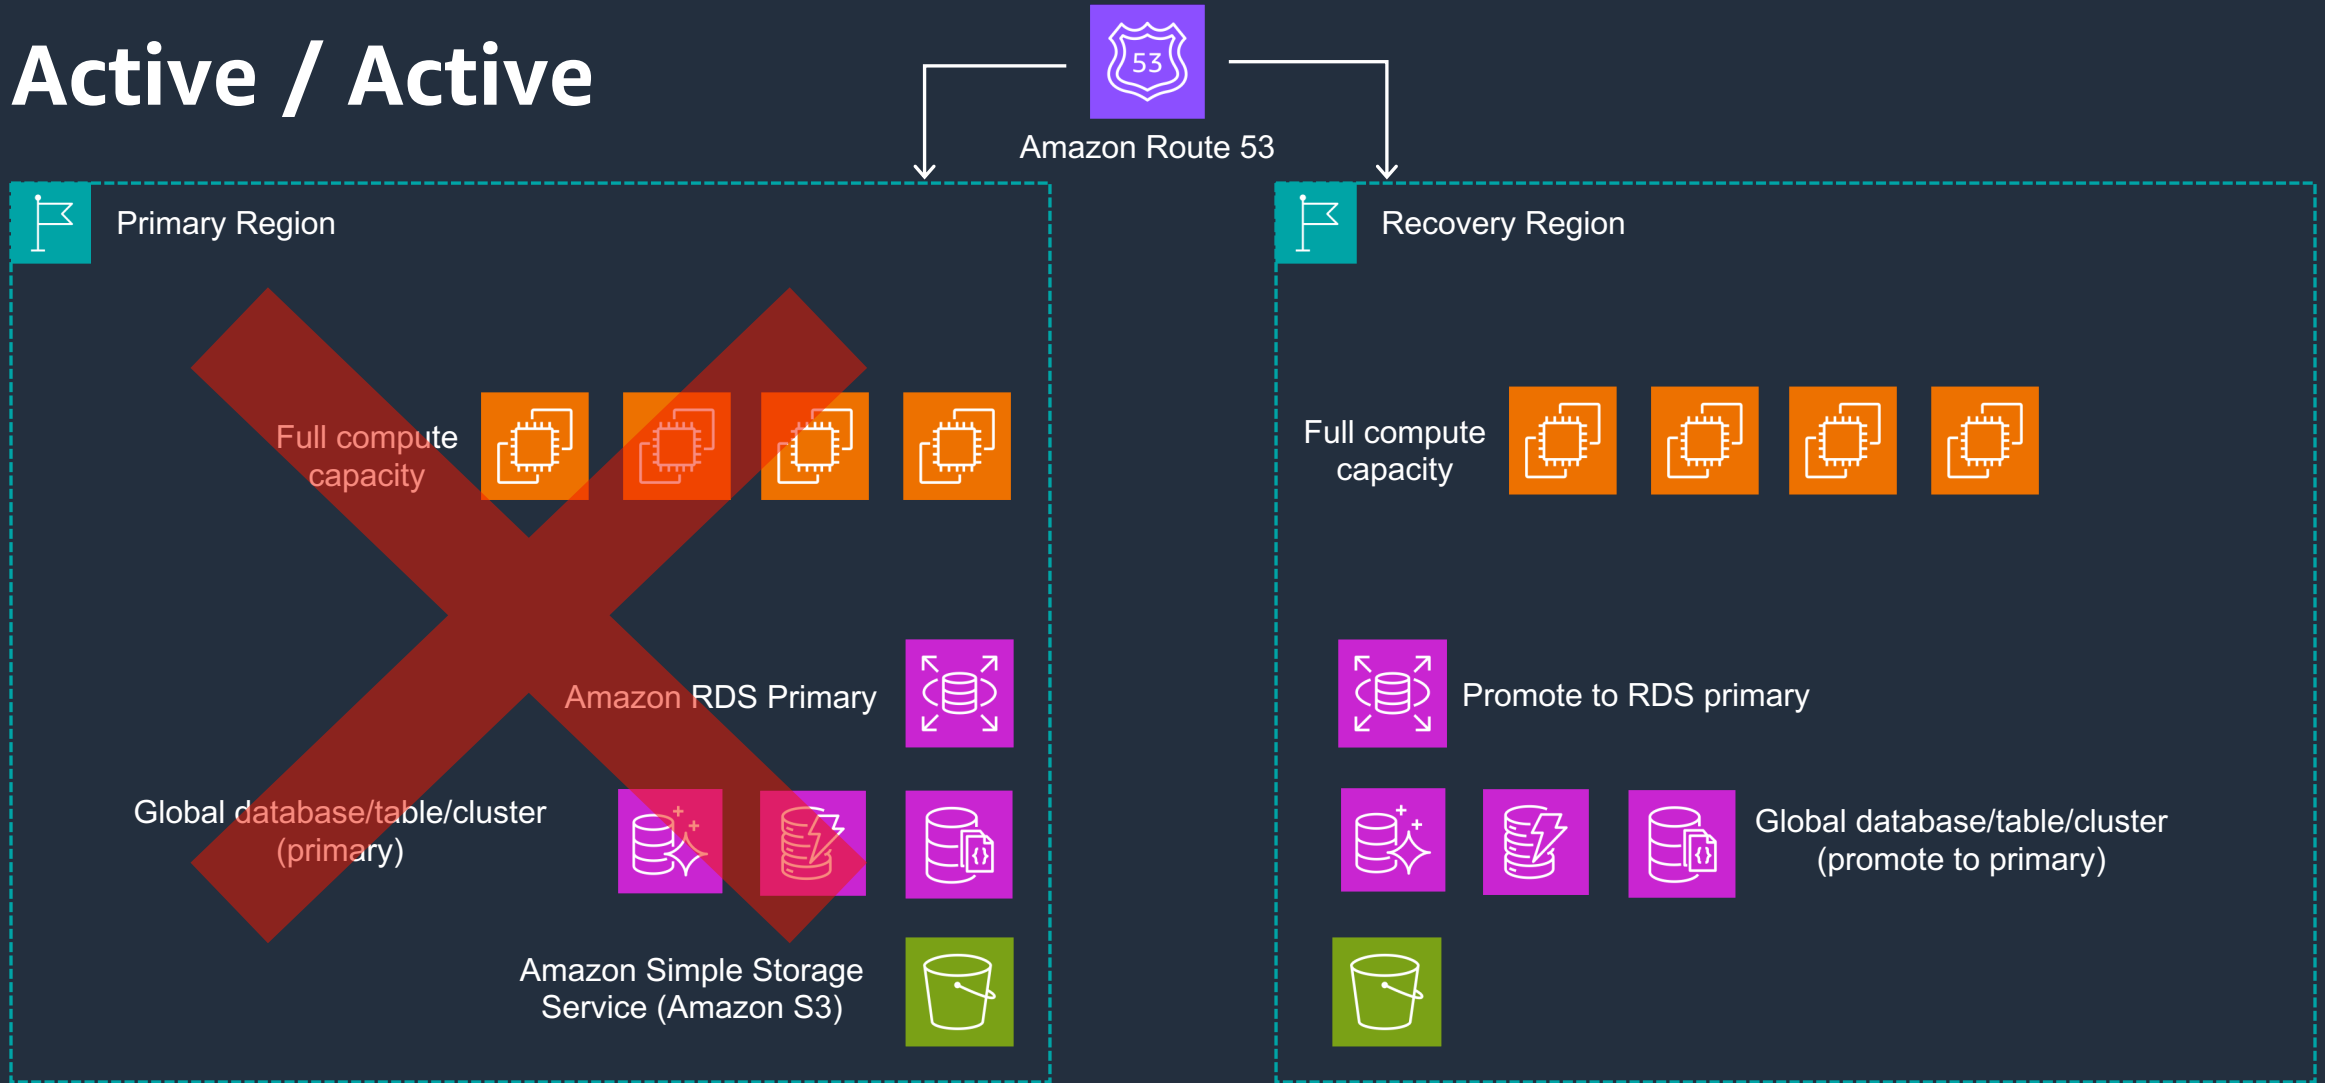 Active / Active
53
Amazon Route 53
Primary Region
Full compute
capacity
Amazon RDS Primary
Global database/table/cluster
(primary)
Amazon Simple Storage
Service (Amazon S3)
Recovery Region
Full compute
capacity
Promote to RDS primary
{}
{}
Global database/table/cluster
(promote to primary)